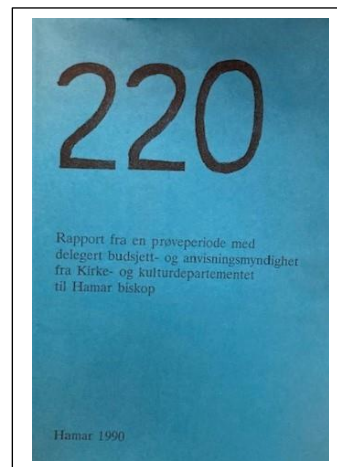 220
Rapport fra en prøveperiode med
delegert budsjett- og anvisningsmyndighet
fra Kirke- og kulturdepartementet
til Hamar biskop
Hamar 1990